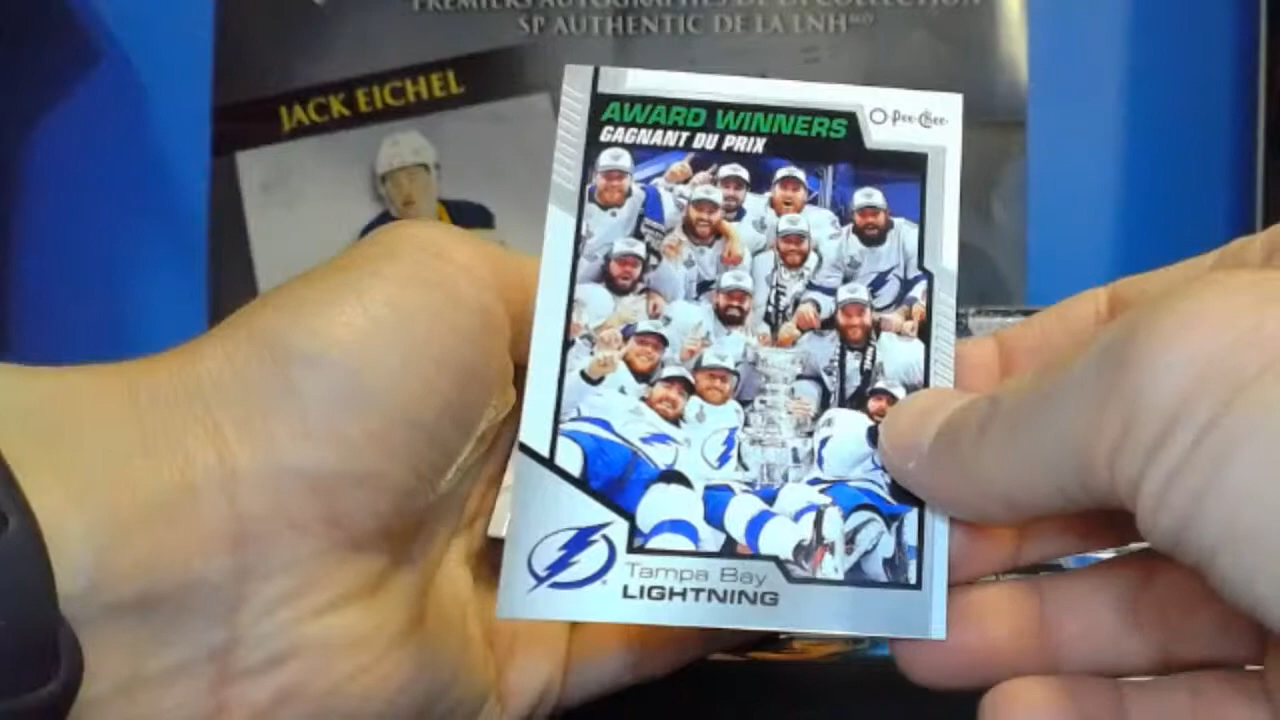 PREMIERS AUTOGRAPHES DE LA COLLECTION
SP AUTHENTIC DE LA LNH
JACK EICHEL
AWARD WINNERS
GAGNANT DU PRIX
O-Pee-Chee
Tampa Bay
LIGHTNING